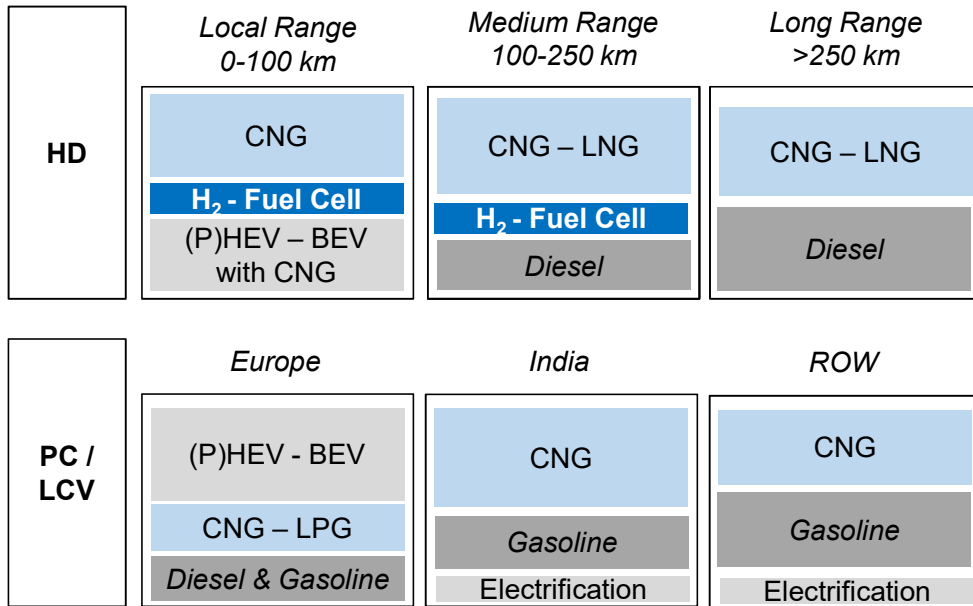 Local Range
0-100 km
Medium Range
100-250 km
Long Range
>250 km
HD
CNG
H₂ - Fuel Cell
(P)HEV – BEV
with CNG
CNG – LNG
H₂ - Fuel Cell
Diesel
CNG – LNG
Diesel
Europe
India
ROW
PC /
LCV
(P)HEV - BEV
CNG – LPG
Diesel & Gasoline
CNG
Gasoline
Electrification
CNG
Gasoline
Electrification